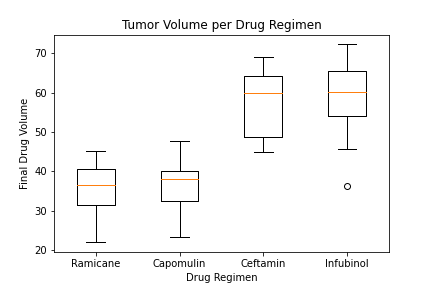 Tumor Volume per Drug Regimen
Final Drug Volume
70
60
50
40
30
20
Ramicane Capomulin Ceftamin Infubinol
Drug Regimen